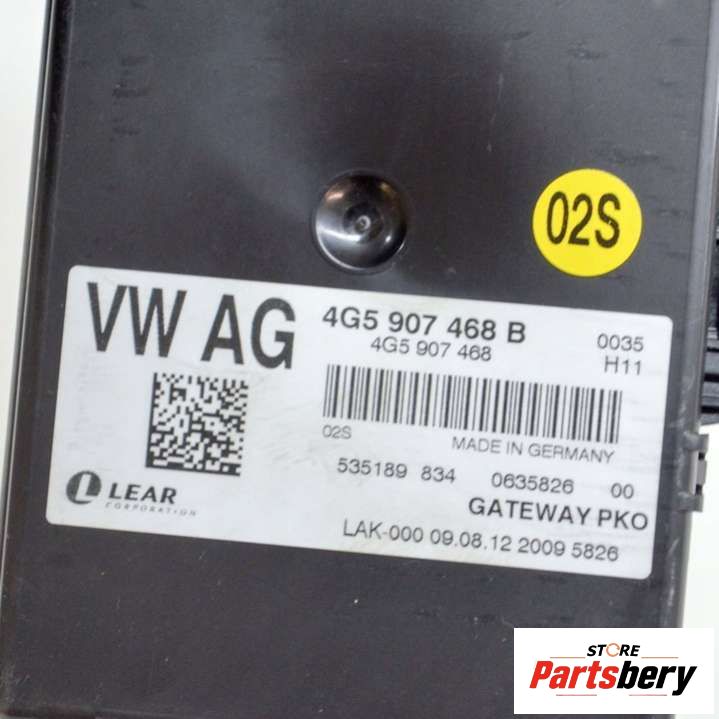 02S
VW AG
4G5 907 468 B
4G5 907 468
0035
H11
02S
MADE IN GERMANY
535189 834 0635826 00
LEAR
CORPORATION
GATEWAY PKO
LAK-000 09.08.12 2009 5826
STORE
Partsbery